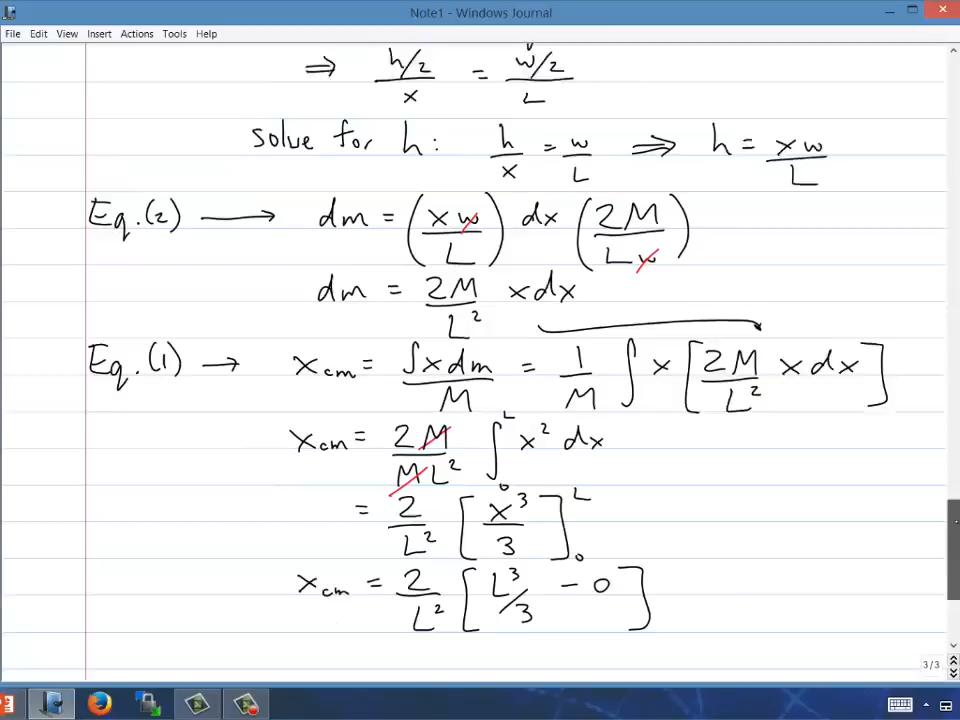 Note1 - Windows Journal
File Edit View Insert Actions Tools Help
⇒ (h/2)/x = (w/2)/L
solve for h: h/x = w/L ⟹ h = xw/L
Eq.(2) → dm = (xw/L) dx (2M/Lw)
dm = 2M/L² x dx
Eq.(1) → x_cm = ∫x dm/M = 1/M ∫ x [2M/L² x dx]
x_cm = 2M/ML² ∫₀ᴸ x² dx
= 2/L² [x³/3]₀ᴸ
x_cm = 2/L² [L³/3 - 0]
3/3